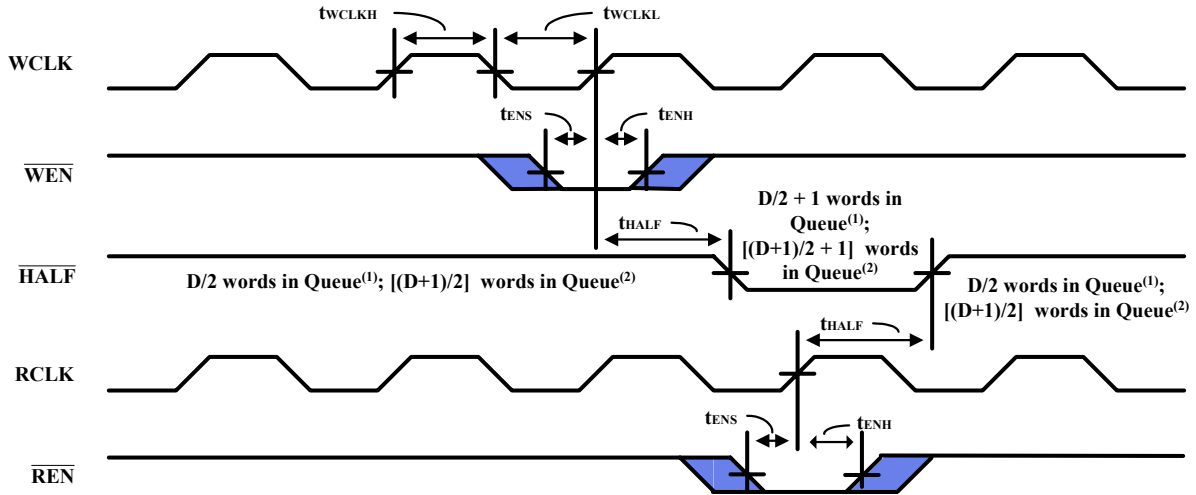 tWCLKH
tWCLKL
WCLK
tENS
tENH
WEN
D/2 + 1 words in
Queue(1);
[(D+1)/2 + 1] words
in Queue(2)
tHALF
HALF
D/2 words in Queue(1); [(D+1)/2] words in Queue(2)
D/2 words in Queue(1);
[(D+1)/2] words in Queue(2)
tHALF
RCLK
tENS
tENH
REN